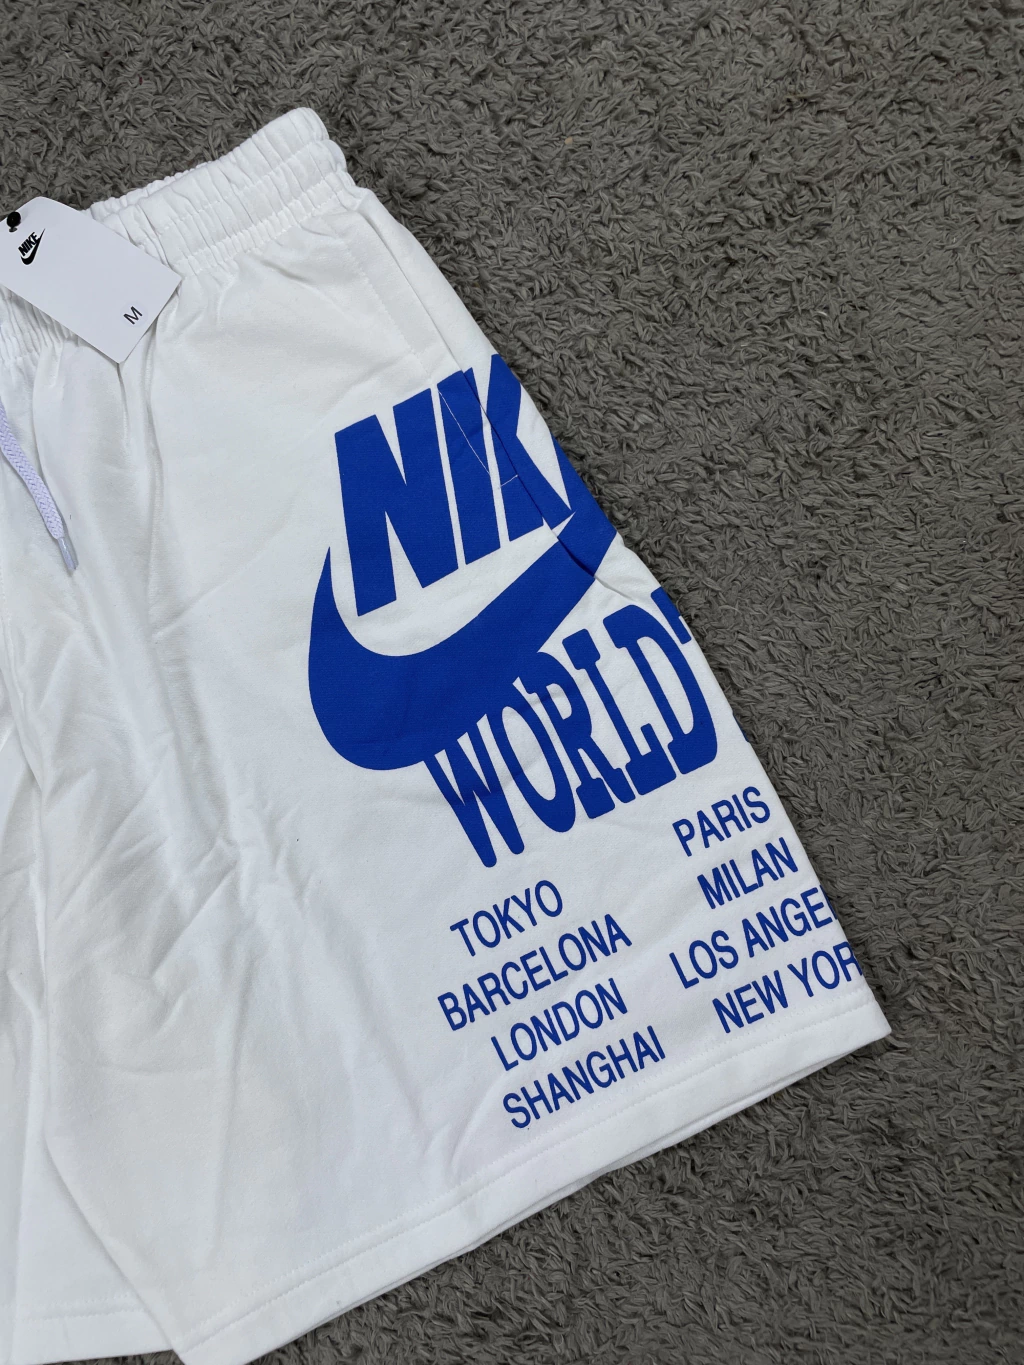 NIKE
M
NIK
WORLD
TOKYO
BARCELONA
LONDON
SHANGHAI
PARIS
MILAN
LOS ANGE
NEW YOR